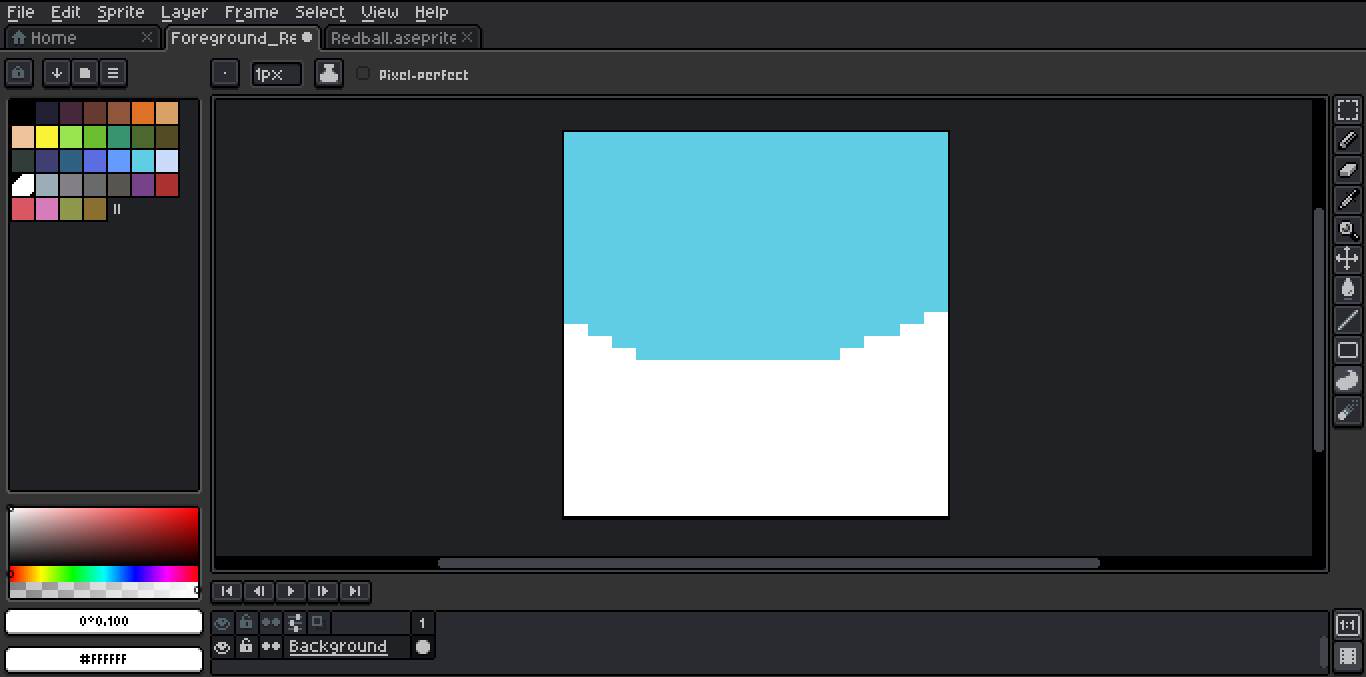 File Edit Sprite Layer Frame Select View Help
Home Foreground_Re Redball.aseprite
1px Pixel-perfect
0°0,100
#FFFFFF
1
Background
1:1